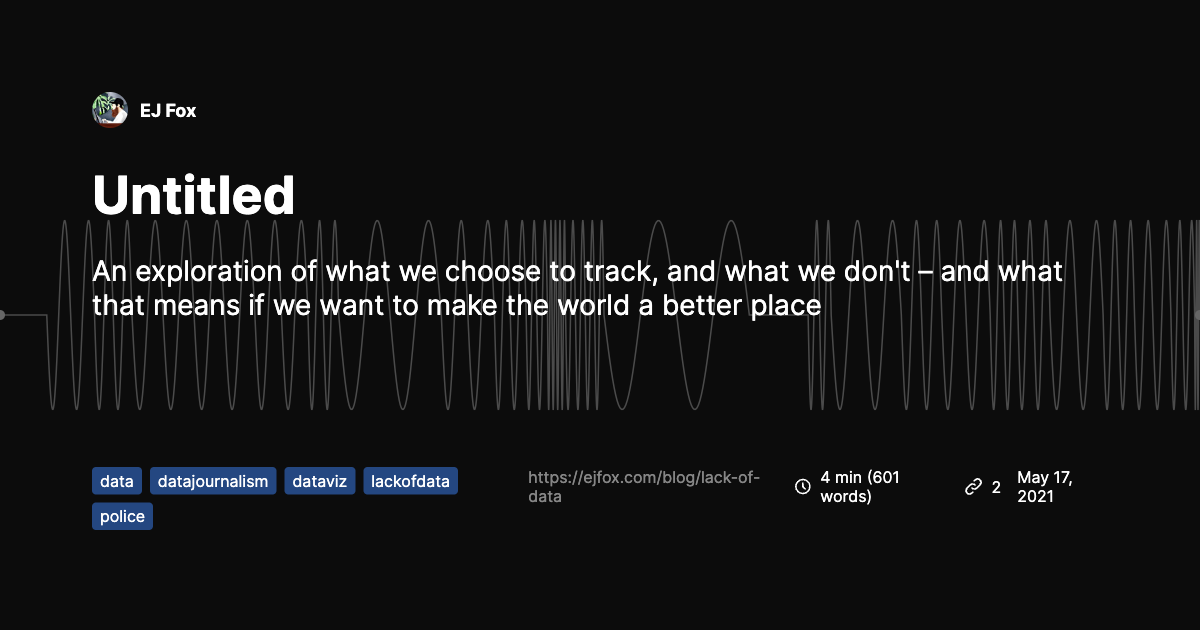 EJ Fox
Untitled
An exploration of what we choose to track, and what we don't – and what
that means if we want to make the world a better place
data
datajournalism
dataviz
lackofdata
police
https://ejfox.com/blog/lack-of-
data
4 min (601
words)
2
May 17,
2021